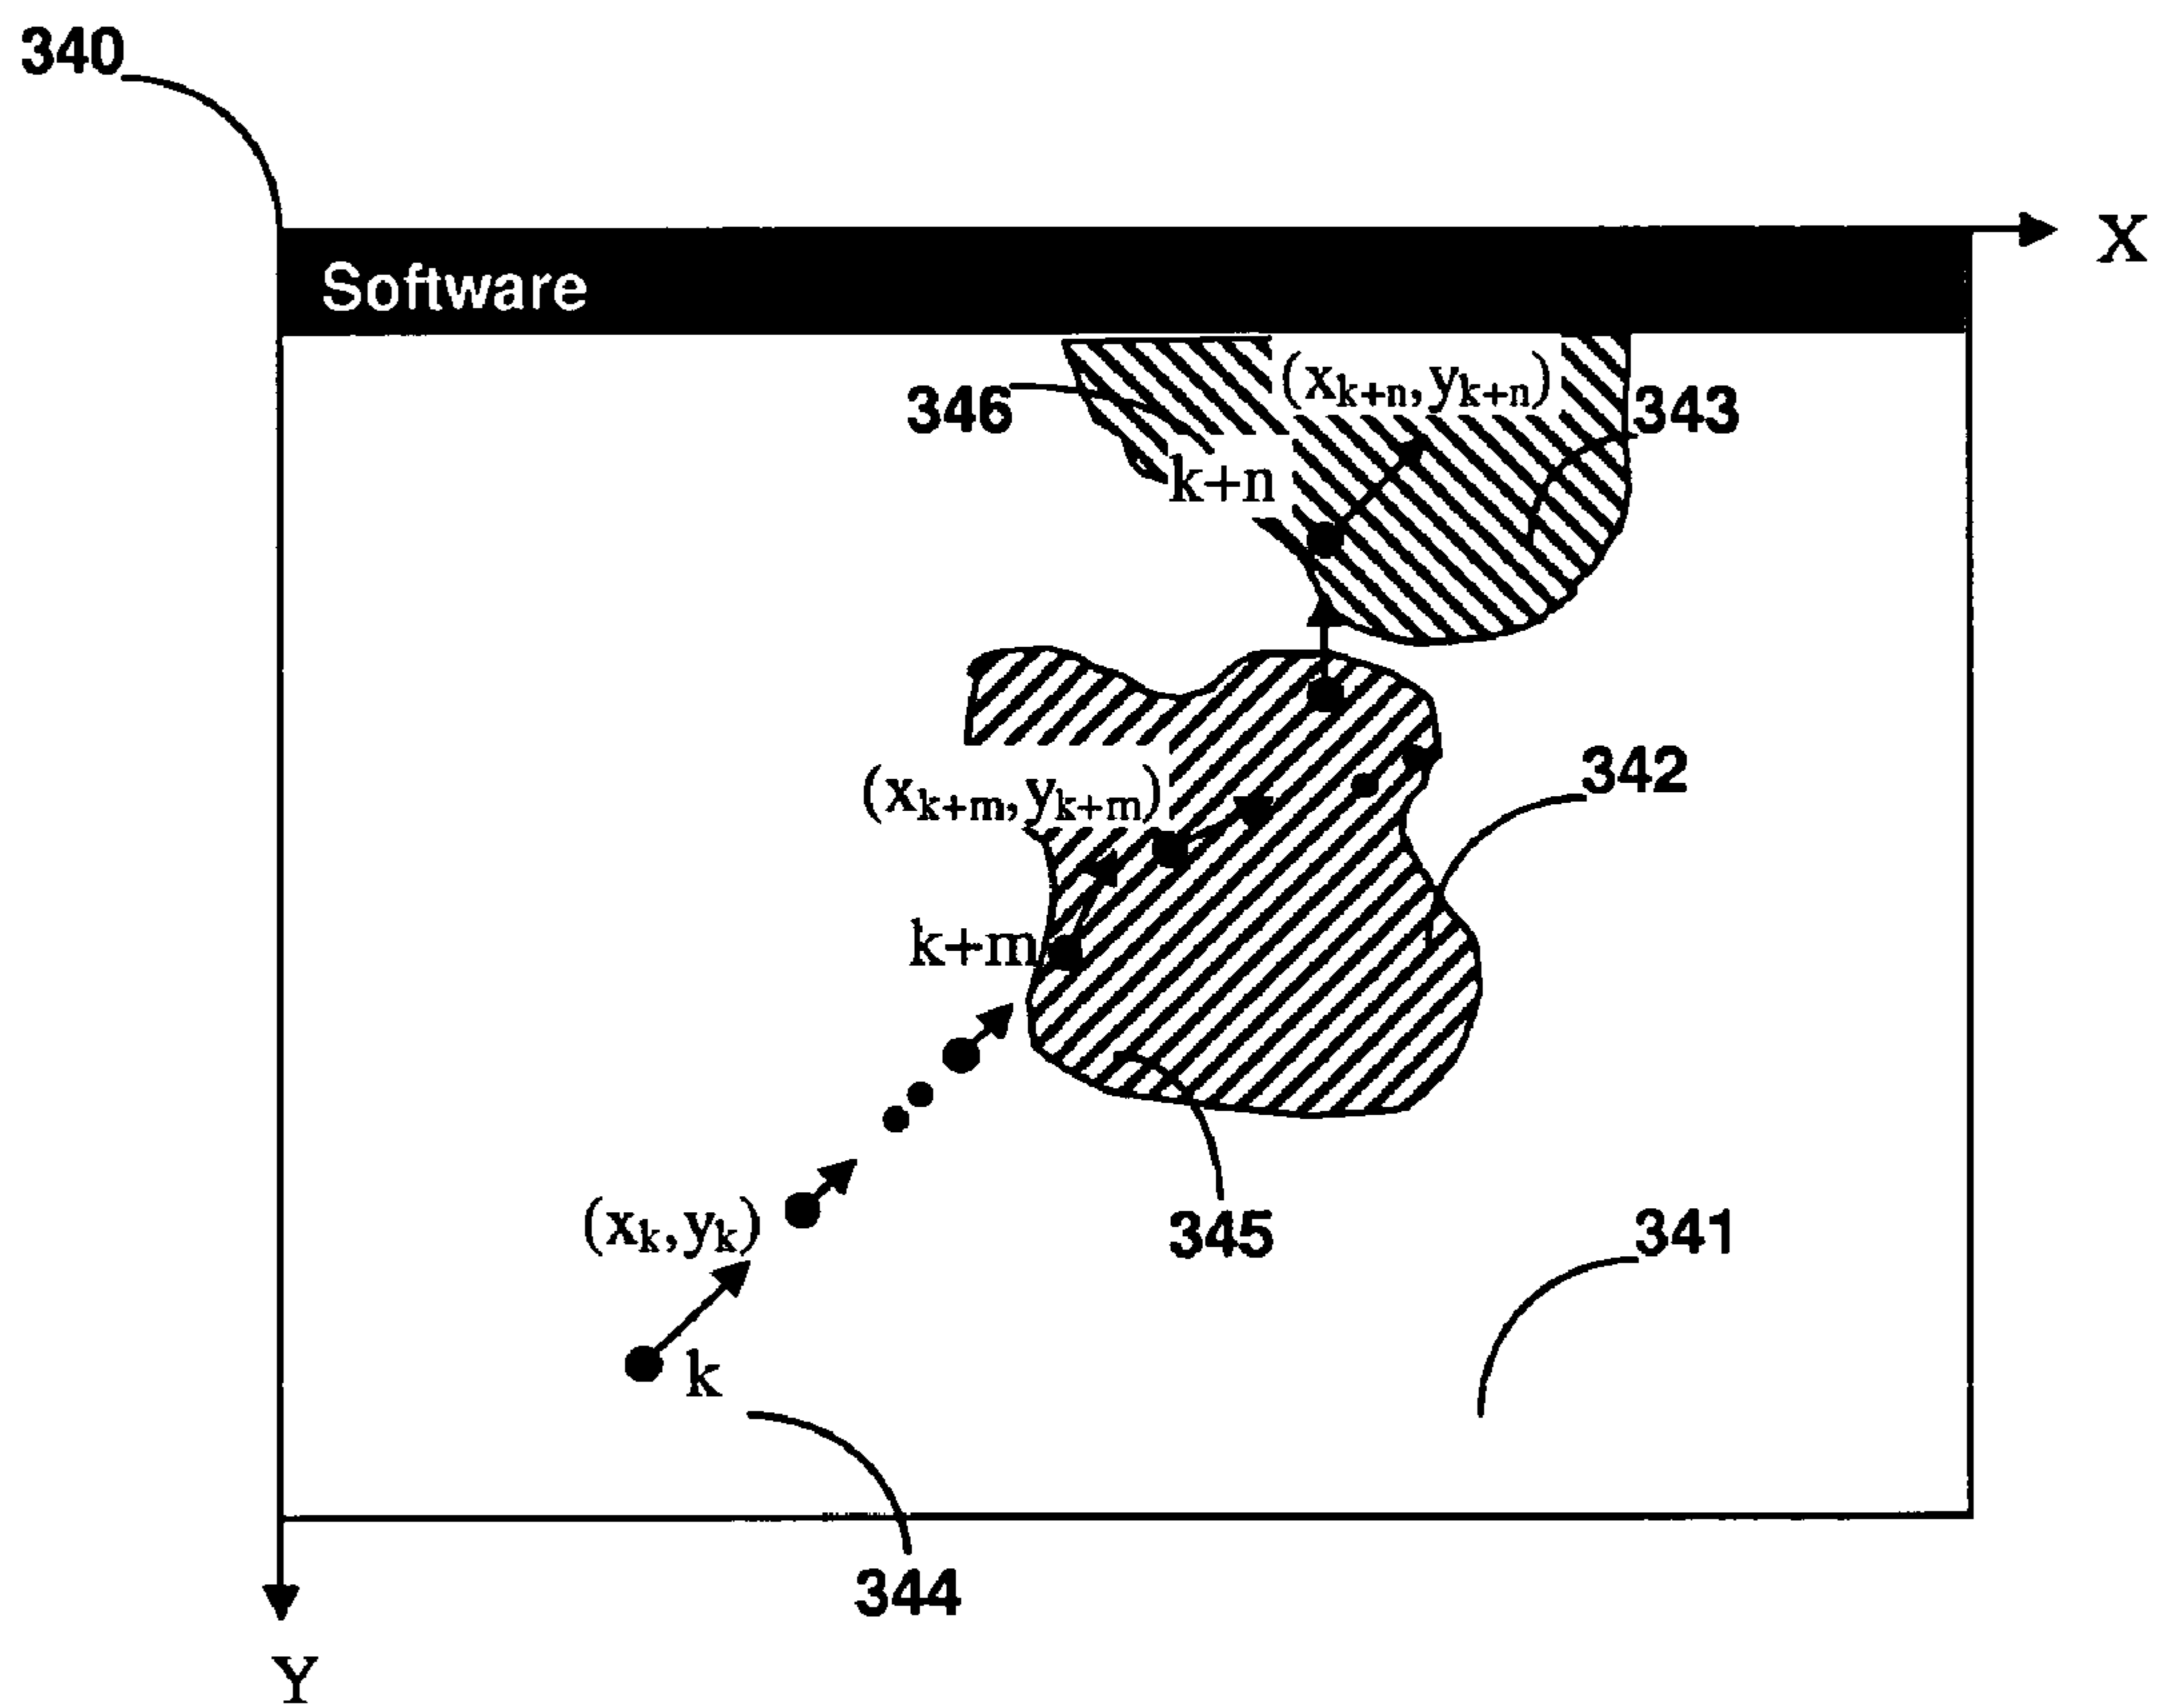 340
X
Software
(xk+n,yk+n)
346
343
k+n
342
(xk+m,yk+m)
k+m
(xk,yk)
345
341
k
344
Y